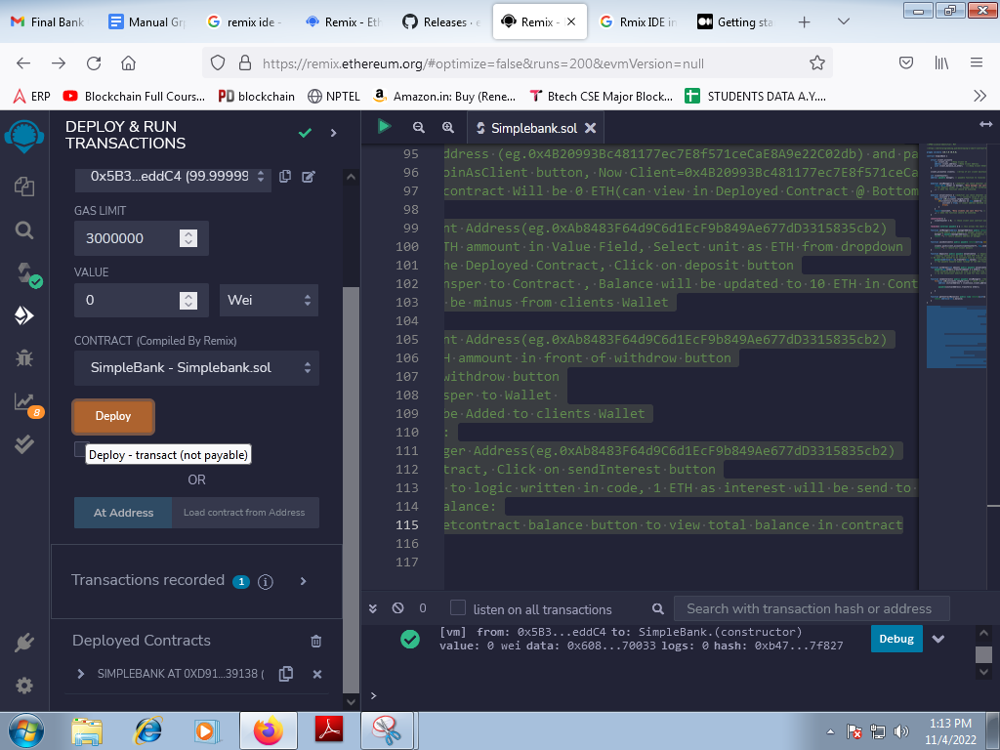 Final Bank
Manual Gr
remix ide -
Remix - Eth
Releases · e
Remix -
Rmix IDE in
Getting sta
https://remix.ethereum.org/#optimize=false&runs=200&evmVersion=null
ERP
Blockchain Full Cours...
PD blockchain
NPTEL
Amazon.in: Buy (Rene...
Btech CSE Major Block...
STUDENTS DATA A.Y....
DEPLOY & RUN
TRANSACTIONS
0x5B3...eddC4 (99.99999
GAS LIMIT
3000000
VALUE
0
Wei
CONTRACT (Compiled By Remix)
SimpleBank - Simplebank.sol
Deploy
Deploy - transact (not payable)
OR
At Address
Load contract from Address
Transactions recorded 1
Deployed Contracts
SIMPLEBANK AT 0XD91...39138 (
8
Simplebank.sol
95 ddress (eg.0x4B20993Bc481177ec7E8f571ceCaE8A9e22C02db) and pa
96 oinAsClient button, Now Client=0x4B20993Bc481177ec7E8f571ceCa
97 contract Will be 0 ETH(can view in Deployed Contract @ Bottom
98
99 nt Address(eg.0xAb8483F64d9C6d1EcF9b849Ae677dD3315835cb2)
100 TH ammount in Value Field, Select unit as ETH from dropdown
101 he Deployed Contract, Click on deposit button
102 nsper to Contract , Balance will be updated to 10 ETH in Cont
103 be minus from clients Wallet
104
105 nt Address(eg.0xAb8483F64d9C6d1EcF9b849Ae677dD3315835cb2)
106 H ammount in front of withdrow button
107 withdrow button
108 sper to Wallet
109 be Added to clients Wallet
110 :
111 ger Address(eg.0xAb8483F64d9C6d1EcF9b849Ae677dD3315835cb2)
112 tract, Click on sendInterest button
113 to logic written in code, 1 ETH as interest will be send to
114 alance:
115 etcontract balance button to view total balance in contract
116
117
0
listen on all transactions
Search with transaction hash or address
[vm] from: 0x5B3...eddC4 to: SimpleBank.(constructor)
value: 0 wei data: 0x608...70033 logs: 0 hash: 0xb47...7f827
Debug
>
1:13 PM
11/4/2022